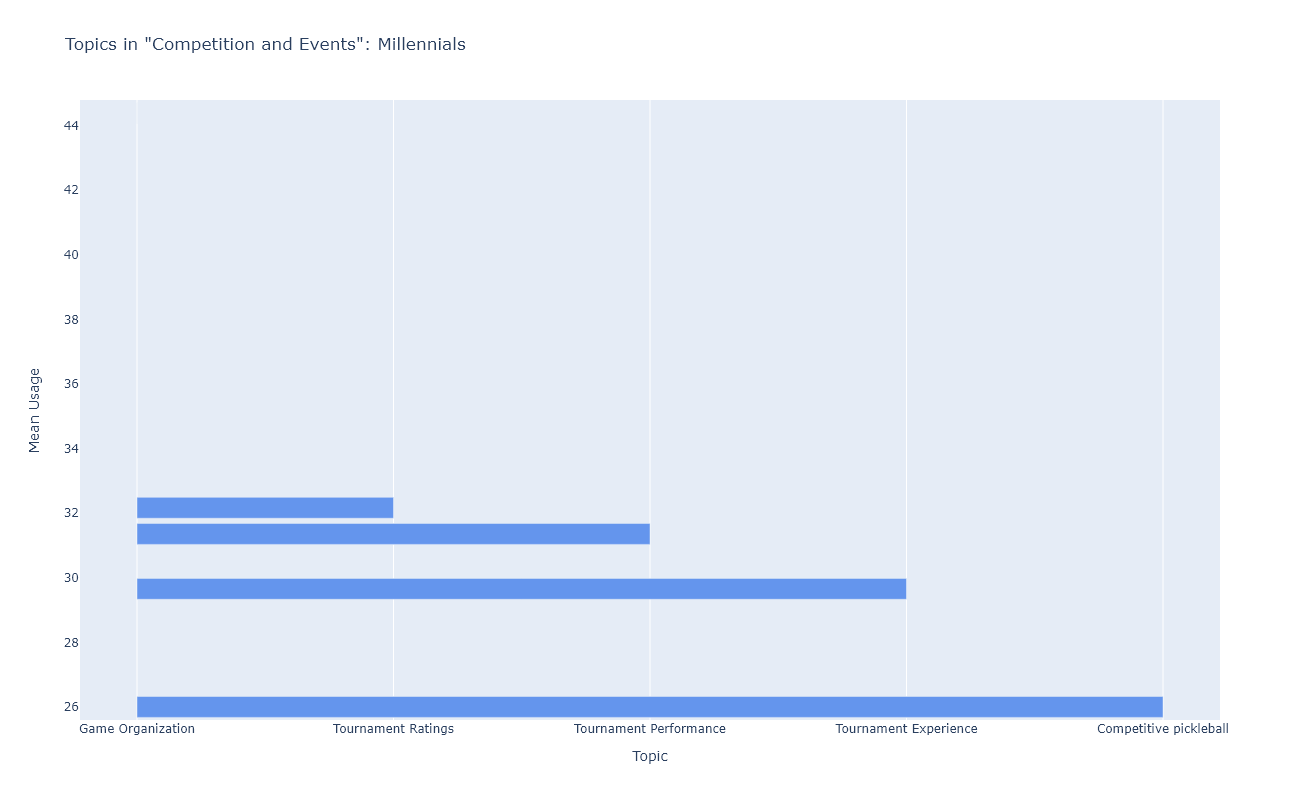 Topics in "Competition and Events": Millennials
Mean Usage
44
42
40
38
36
34
32
30
28
26
Game Organization
Tournament Ratings
Tournament Performance
Tournament Experience
Competitive pickleball
Topic